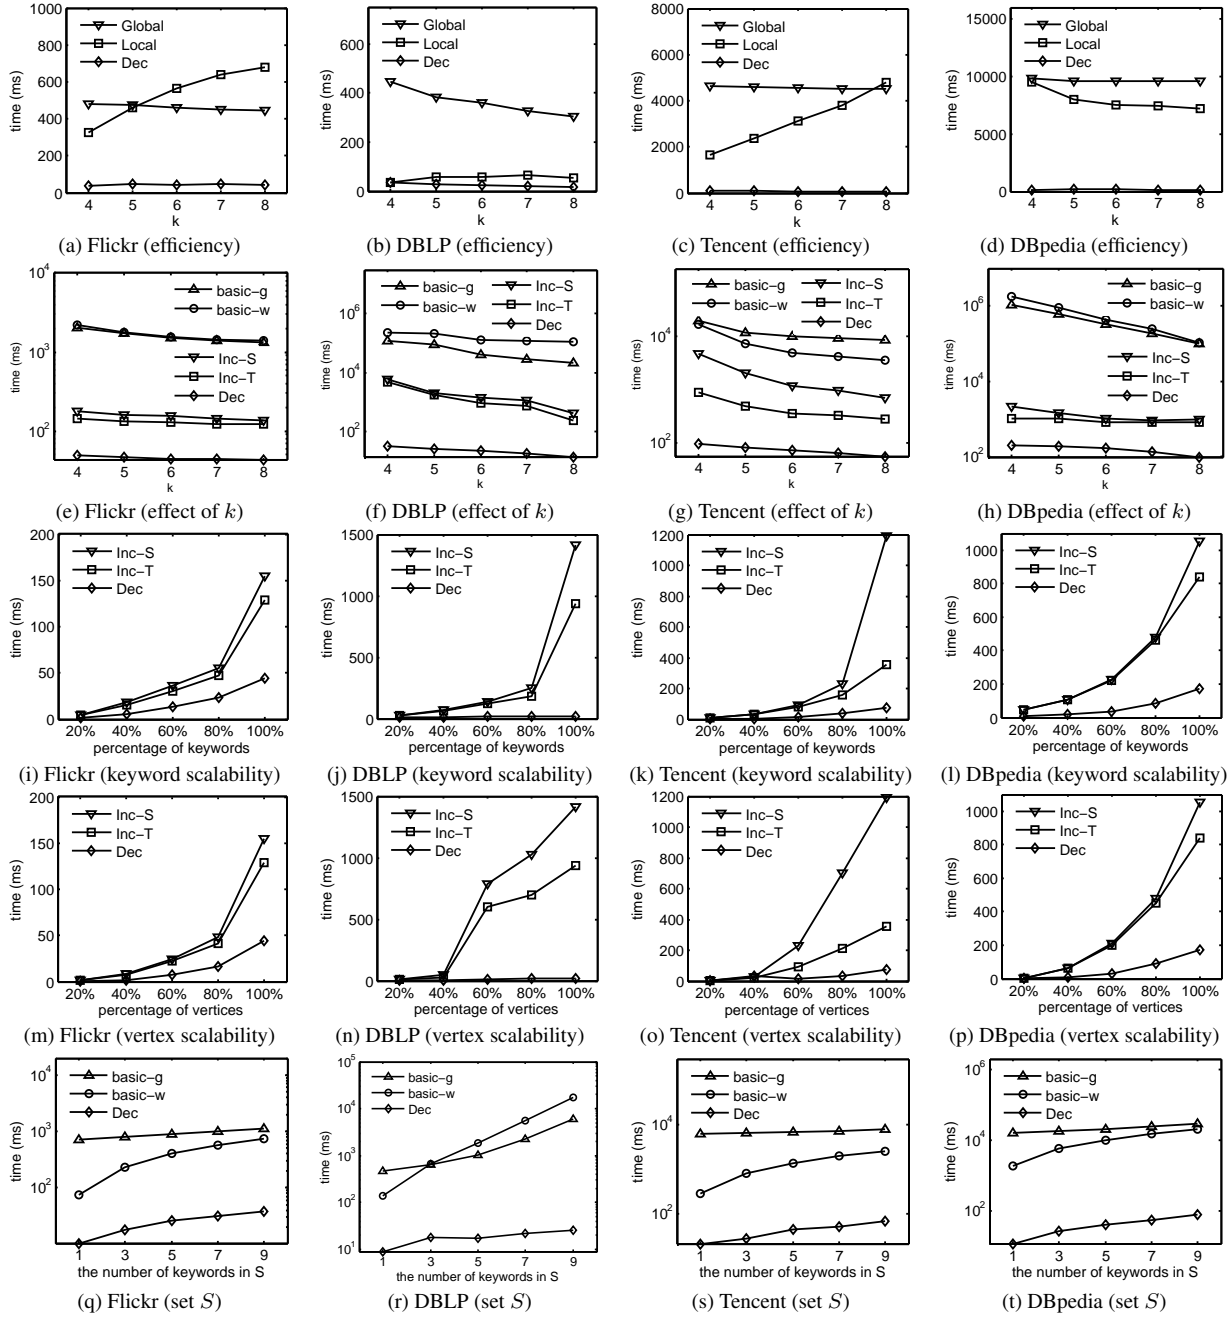 1000
800
600
400
200
0
time (ms)
Global
Local
Dec
4 5 6 7 8
k
(a) Flickr (efficiency)
600
400
200
0
time (ms)
Global
Local
Dec
4 5 6 7 8
k
(b) DBLP (efficiency)
8000
6000
4000
2000
0
time (ms)
Global
Local
Dec
4 5 6 7 8
k
(c) Tencent (efficiency)
15000
10000
15000
0
time (ms)
Global
Local
Dec
4 5 6 7 8
k
(d) DBpedia (efficiency)
10^4
10^3
10^2
time (ms)
basic-g
basic-w
Inc-S
Inc-T
Dec
4 5 6 7 8
k
(e) Flickr (effect of k)
10^6
10^4
10^2
time (ms)
basic-g
basic-w
Inc-S
Inc-T
Dec
4 5 6 7 8
k
(f) DBLP (effect of k)
10^4
10^2
time (ms)
basic-g
basic-w
Inc-S
Inc-T
Dec
4 5 6 7 8
k
(g) Tencent (effect of k)
10^6
10^4
10^2
time (ms)
basic-g
basic-w
Inc-S
Inc-T
Dec
4 5 6 7 8
k
(h) DBpedia (effect of k)
200
150
100
50
0
time (ms)
Inc-S
Inc-T
Dec
20% 40% 60% 80% 100%
percentage of keywords
(i) Flickr (keyword scalability)
1500
1000
500
0
time (ms)
Inc-S
Inc-T
Dec
20% 40% 60% 80% 100%
percentage of keywords
(j) DBLP (keyword scalability)
1200
1000
800
600
400
200
0
time (ms)
Inc-S
Inc-T
Dec
20% 40% 60% 80% 100%
percentage of keywords
(k) Tencent (keyword scalability)
1000
800
600
400
200
0
time (ms)
Inc-S
Inc-T
Dec
20% 40% 60% 80% 100%
percentage of keywords
(l) DBpedia (keyword scalability)
200
150
100
50
0
time (ms)
Inc-S
Inc-T
Dec
20% 40% 60% 80% 100%
percentage of vertices
(m) Flickr (vertex scalability)
1500
1000
500
0
time (ms)
Inc-S
Inc-T
Dec
20% 40% 60% 80% 100%
percentage of vertices
(n) DBLP (vertex scalability)
1200
1000
800
600
400
200
0
time (ms)
Inc-S
Inc-T
Dec
20% 40% 60% 80% 100%
percentage of vertices
(o) Tencent (vertex scalability)
1000
800
600
400
200
0
time (ms)
Inc-S
Inc-T
Dec
20% 40% 60% 80% 100%
percentage of vertices
(p) DBpedia (vertex scalability)
10^4
10^3
10^2
time (ms)
basic-g
basic-w
Dec
1 3 5 7 9
the number of keywords in S
(q) Flickr (set S)
10^5
10^4
10^3
10^2
10^1
time (ms)
basic-g
basic-w
Dec
1 3 5 7 9
the number of keywords in S
(r) DBLP (set S)
10^4
10^2
time (ms)
basic-g
basic-w
Dec
1 3 5 7 9
the number of keywords in S
(s) Tencent (set S)
10^6
10^4
10^2
time (ms)
basic-g
basic-w
Dec
1 3 5 7 9
the number of keywords in S
(t) DBpedia (set S)